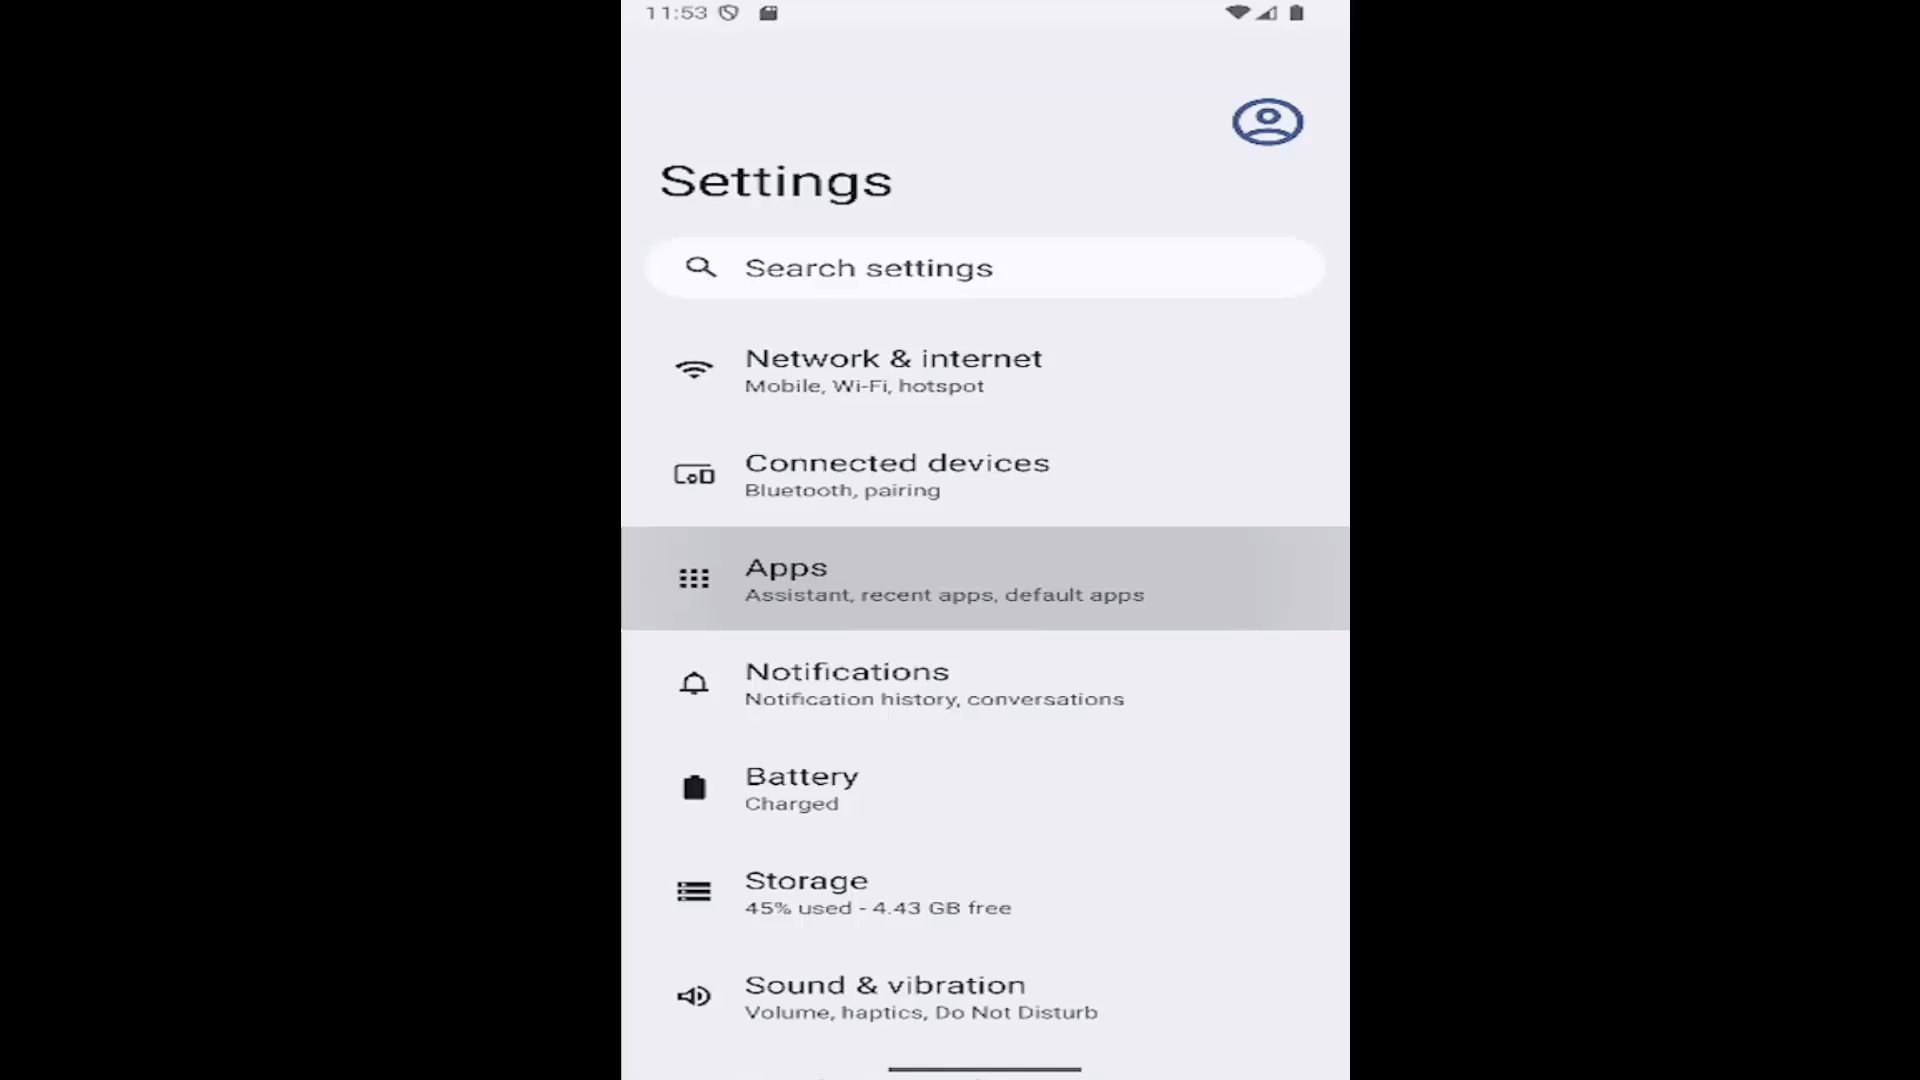 11:53
Settings
Search settings
Network & internet
Mobile, Wi-Fi, hotspot
Connected devices
Bluetooth, pairing
Apps
Assistant, recent apps, default apps
Notifications
Notification history, conversations
Battery
Charged
Storage
45% used - 4.43 GB free
Sound & vibration
Volume, haptics, Do Not Disturb